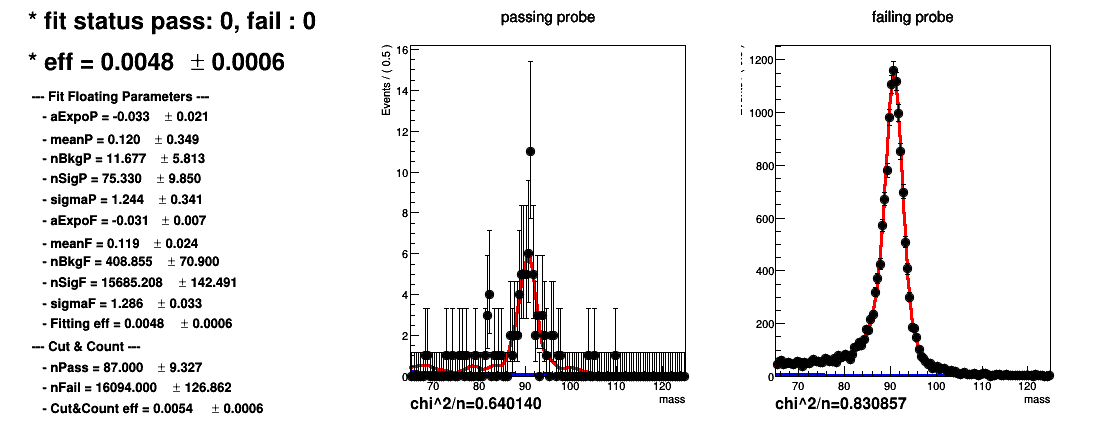 * fit status pass: 0, fail : 0
* eff = 0.0048 ± 0.0006
--- Fit Floating Parameters ---
- aExpoP = -0.033 ± 0.021
- meanP = 0.120 ± 0.349
- nBkgP = 11.677 ± 5.813
- nSigP = 75.330 ± 9.850
- sigmaP = 1.244 ± 0.341
- aExpoF = -0.031 ± 0.007
- meanF = 0.119 ± 0.024
- nBkgF = 408.855 ± 70.900
- nSigF = 15685.208 ± 142.491
- sigmaF = 1.286 ± 0.033
- Fitting eff = 0.0048 ± 0.0006
--- Cut & Count ---
- nPass = 87.000 ± 9.327
- nFail = 16094.000 ± 126.862
- Cut&Count eff = 0.0054 ± 0.0006
passing probe
Events / ( 0.5 )
16
14
12
10
8
6
4
2
0
70 80 90 100 110 120
mass
chi^2/n=0.640140
failing probe
1200
1000
800
600
400
200
0
70 80 90 100 110 120
mass
chi^2/n=0.830857